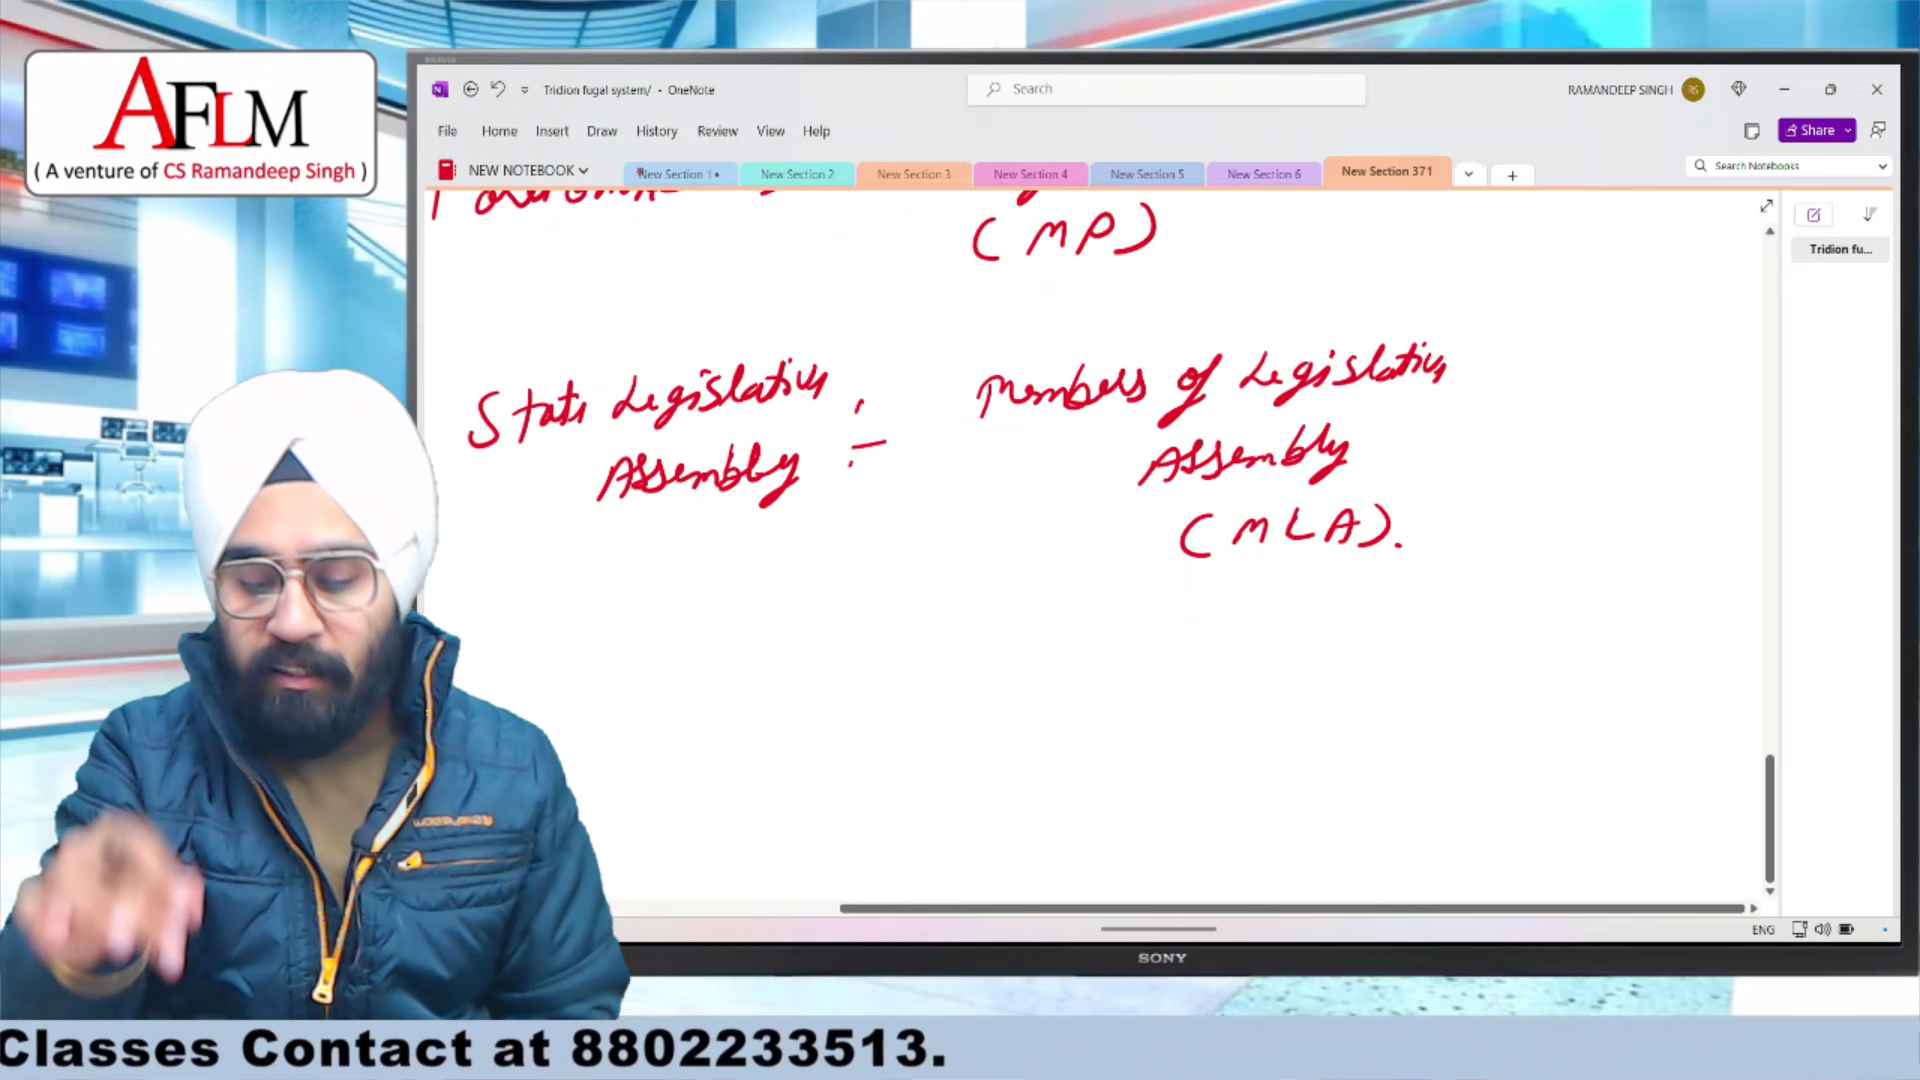 AFLM
( A venture of CS Ramandeep Singh )
BRAVIA
Tridion fugal system/ - OneNote
Search
RAMANDEEP SINGH
RS
File Home Insert Draw History Review View Help
Share
NEW NOTEBOOK
New Section 1
New Section 2
New Section 3
New Section 4
New Section 5
New Section 6
New Section 371
Search Notebooks
Tridion fu...
( MP )
State Legislative
Assembly :-
Members of Legislative
Assembly
( MLA ).
ENG
SONY
Classes Contact at 8802233513.